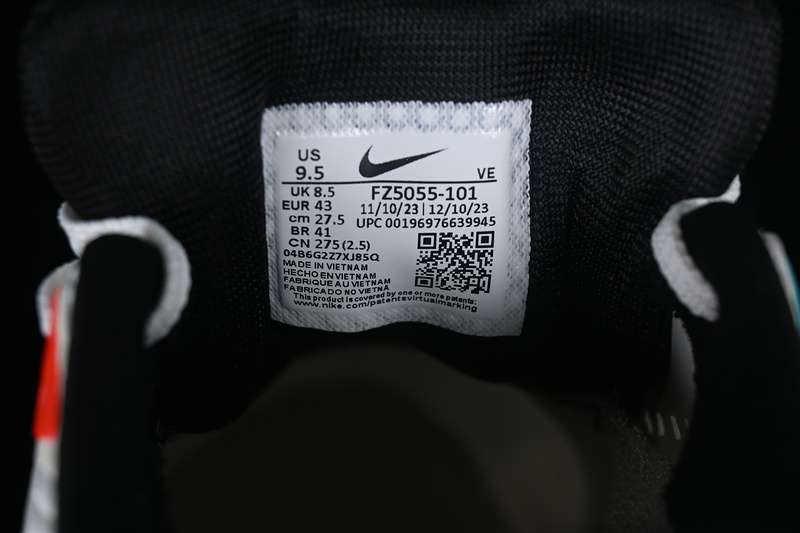 US
9.5 VE
UK 8.5 FZ5055-101
EUR 43 11/10/23 | 12/10/23
cm 27.5 UPC 00196976639945
BR 41
CN 275 (2.5)
04B6G2Z7XJ8SQ
MADE IN VIETNAM
HECHO EN VIETNAM
FABRIQUE AU VIETNAM
FABRICADO NO VIETNÃ
This product is covered by one or more patents:
www.nike.com/patentsvirtualmarking